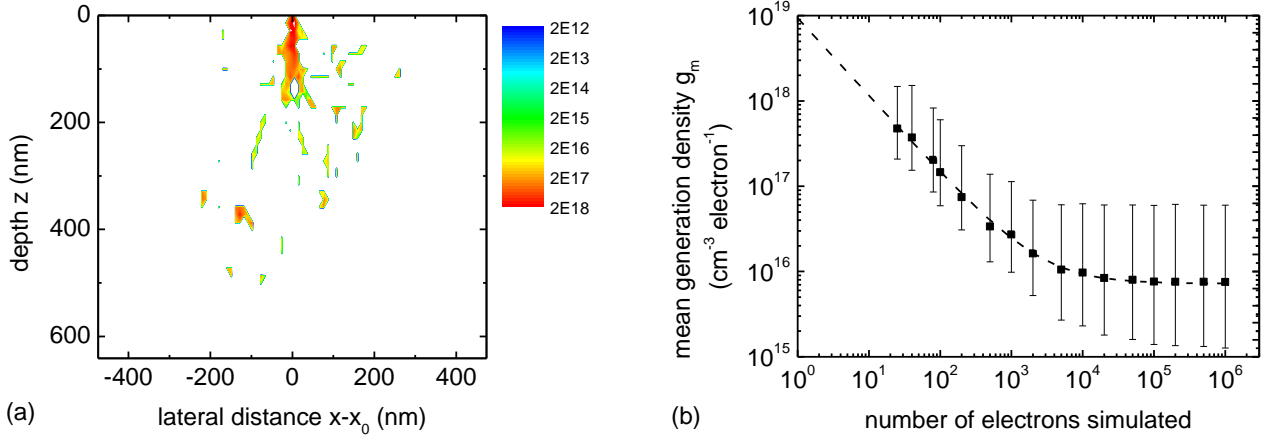 0
200
400
600
depth z (nm)
-400 -200 0 200 400
lateral distance x-x0 (nm)
(a)
2E12
2E13
2E14
2E15
2E16
2E17
2E18
10^19
10^18
10^17
10^16
10^15
mean generation density g_m
(cm^-3 electron^-1)
10^0 10^1 10^2 10^3 10^4 10^5 10^6
number of electrons simulated
(b)